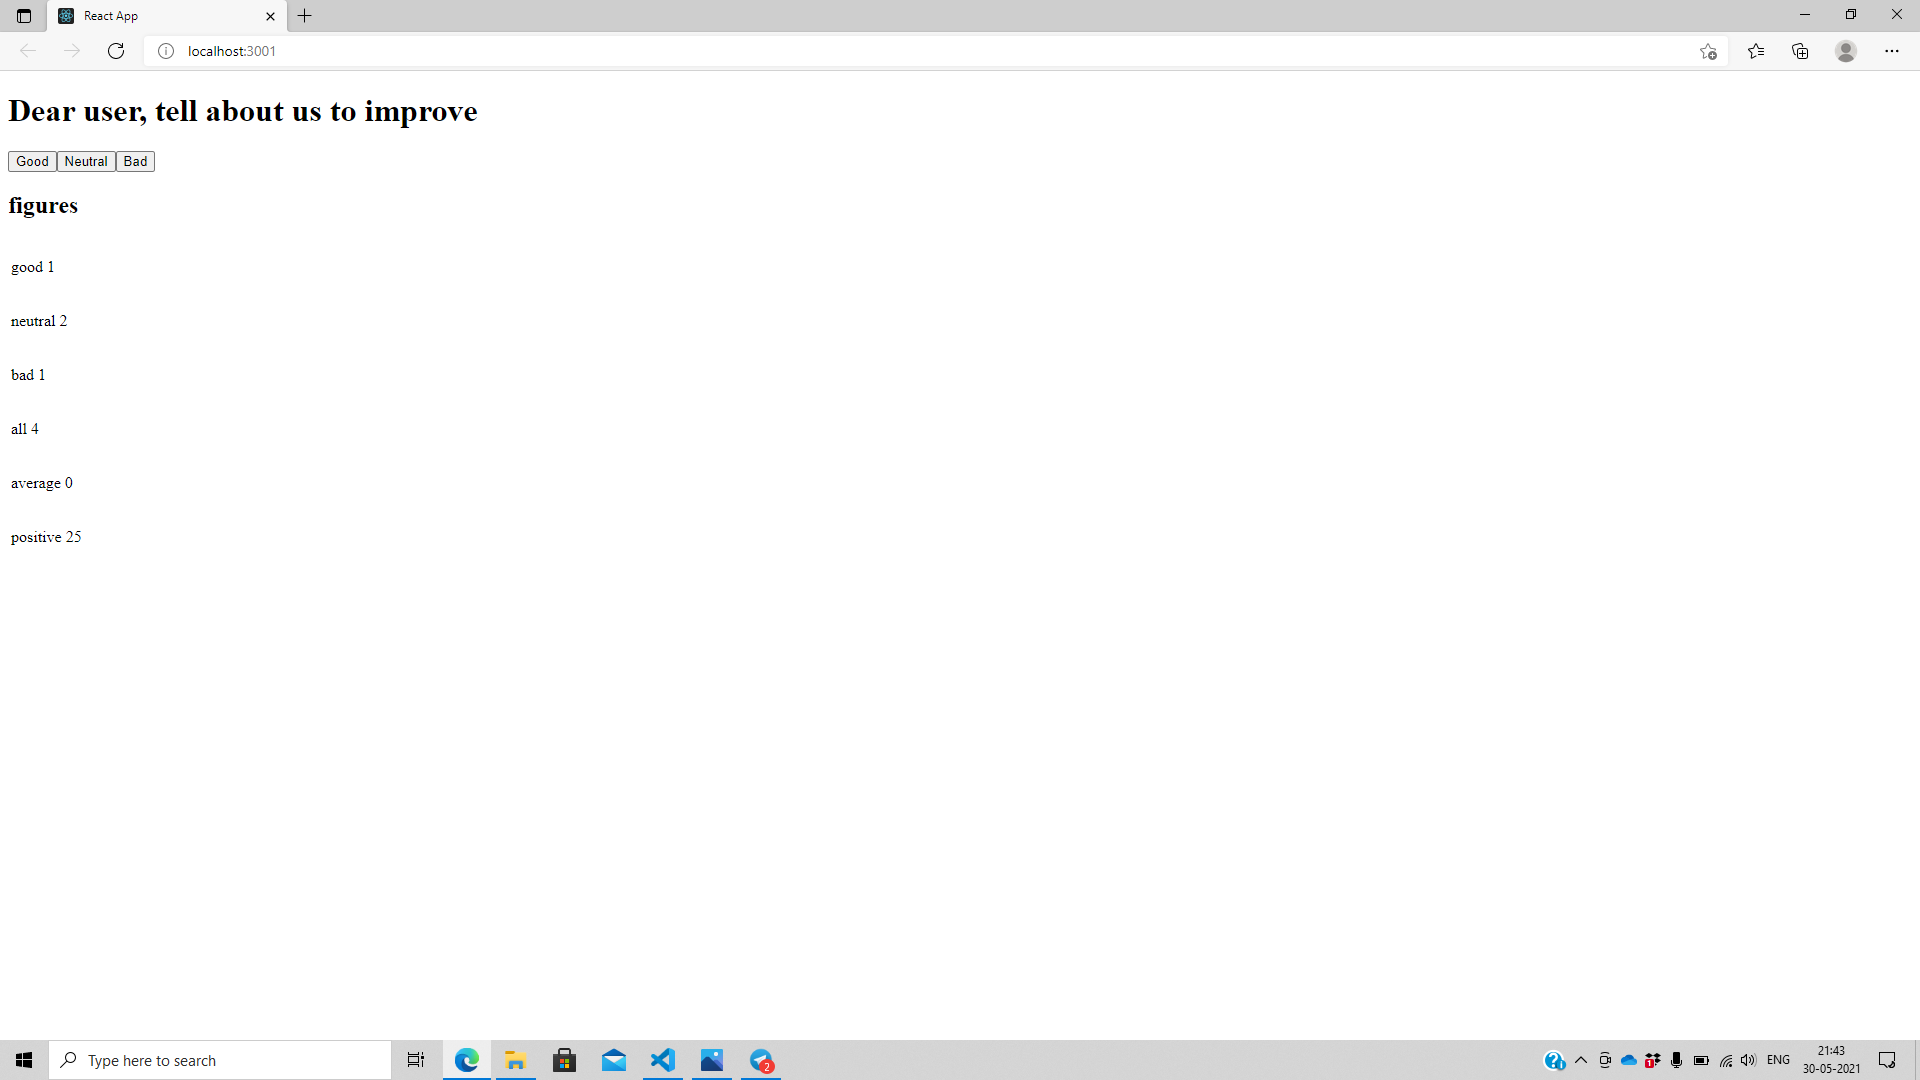 React App
localhost:3001
Dear user, tell about us to improve
Good Neutral Bad
figures
good 1
neutral 2
bad 1
all 4
average 0
positive 25
Type here to search
2
1
ENG
21:43
30-05-2021